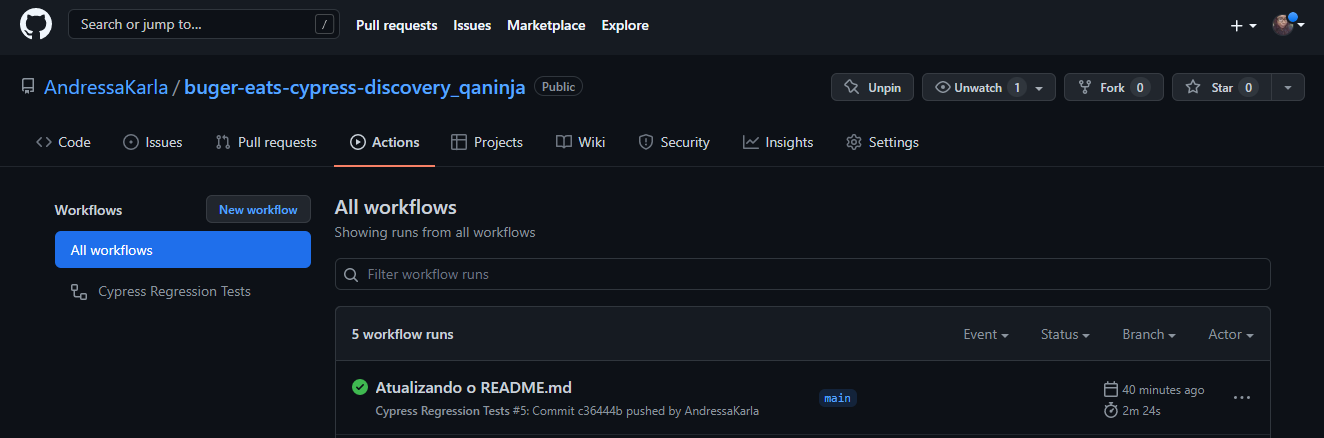 Search or jump to... /
Pull requests Issues Marketplace Explore
AndressaKarla / buger-eats-cypress-discovery_qaninja Public
Unpin Unwatch 1 Fork 0 Star 0
Code Issues Pull requests Actions Projects Wiki Security Insights Settings
Workflows New workflow
All workflows
Cypress Regression Tests
All workflows
Showing runs from all workflows
Filter workflow runs
5 workflow runs Event Status Branch Actor
Atualizando o README.md
Cypress Regression Tests #5: Commit c36444b pushed by AndressaKarla
main
40 minutes ago
2m 24s